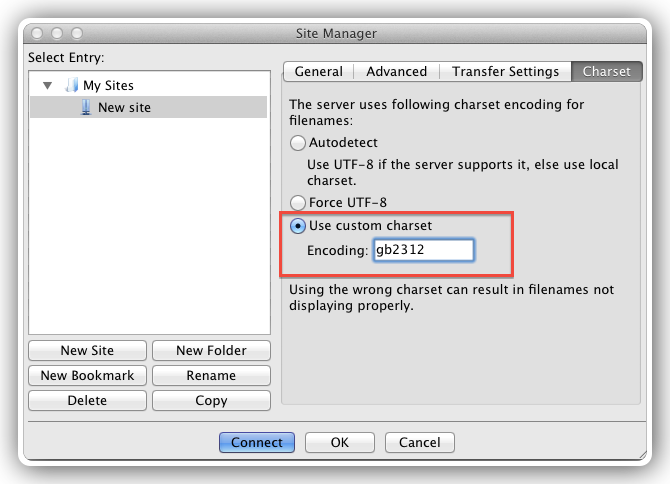 Site Manager
Select Entry:
My Sites
New site
New Site
New Folder
New Bookmark
Rename
Delete
Copy
General
Advanced
Transfer Settings
Charset
The server uses following charset encoding for
filenames:
Autodetect
Use UTF-8 if the server supports it, else use local
charset.
Force UTF-8
Use custom charset
Encoding: gb2312
Using the wrong charset can result in filenames not
displaying properly.
Connect
OK
Cancel